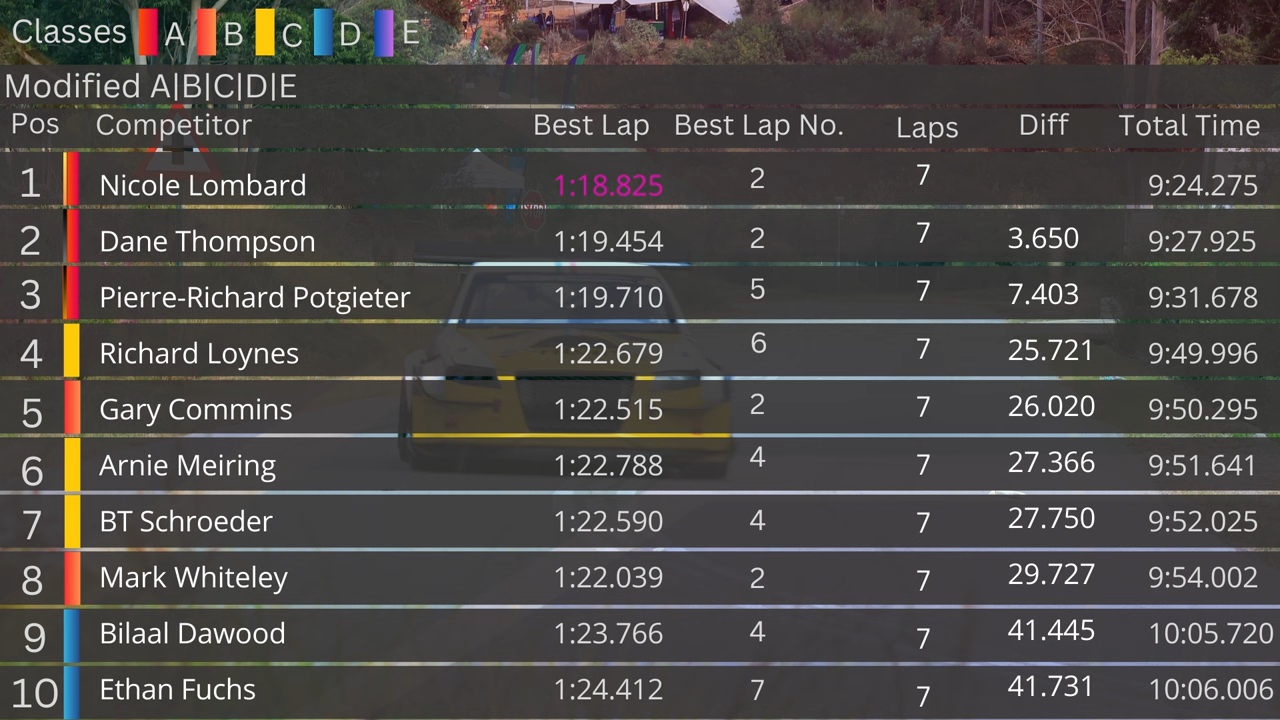 Classes A B C D E
Modified A|B|C|D|E
Pos Competitor Best Lap Best Lap No. Laps Diff Total Time
1 Nicole Lombard 1:18.825 2 7 9:24.275
2 Dane Thompson 1:19.454 2 7 3.650 9:27.925
3 Pierre-Richard Potgieter 1:19.710 5 7 7.403 9:31.678
4 Richard Loynes 1:22.679 6 7 25.721 9:49.996
5 Gary Commins 1:22.515 2 7 26.020 9:50.295
6 Arnie Meiring 1:22.788 4 7 27.366 9:51.641
7 BT Schroeder 1:22.590 4 7 27.750 9:52.025
8 Mark Whiteley 1:22.039 2 7 29.727 9:54.002
9 Bilaal Dawood 1:23.766 4 7 41.445 10:05.720
10 Ethan Fuchs 1:24.412 7 7 41.731 10:06.006